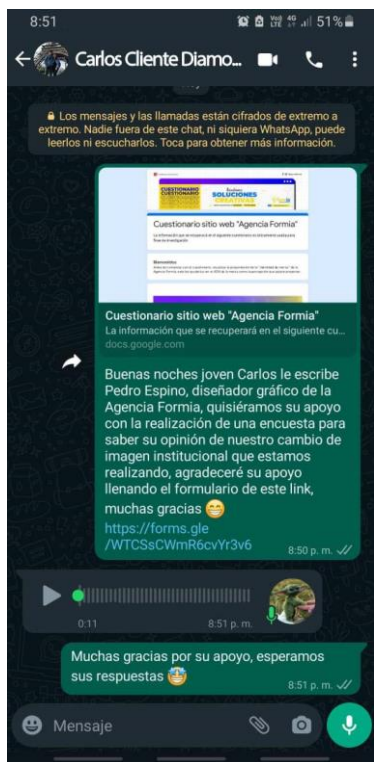 8:51
51%
Carlos Cliente Diamo...
Los mensajes y las llamadas están cifrados de extremo a
extremo. Nadie fuera de este chat, ni siquiera WhatsApp, puede
leerlos ni escucharlos. Toca para obtener más información.
CUESTIONARIO
SOLUCIONES
CREATIVAS
Cuestionario sitio web "Agencia Formia"
Cuestionario sitio web "Agencia Formia"
La información que se recuperará en el siguiente cu...
docs.google.com
Buenas noches joven Carlos le escribe
Pedro Espino, diseñador gráfico de la
Agencia Formia, quisiéramos su apoyo
con la realización de una encuesta para
saber su opinión de nuestro cambio de
imagen institucional que estamos
realizando, agradeceré su apoyo
llenando el formulario de este link,
muchas gracias 😁
https://forms.gle
/WTCSsCWmR6cvYr3v6
8:50 p. m.
0:11
8:51 p. m.
Muchas gracias por su apoyo, esperamos
sus respuestas 🤩
8:51 p. m.
Mensaje